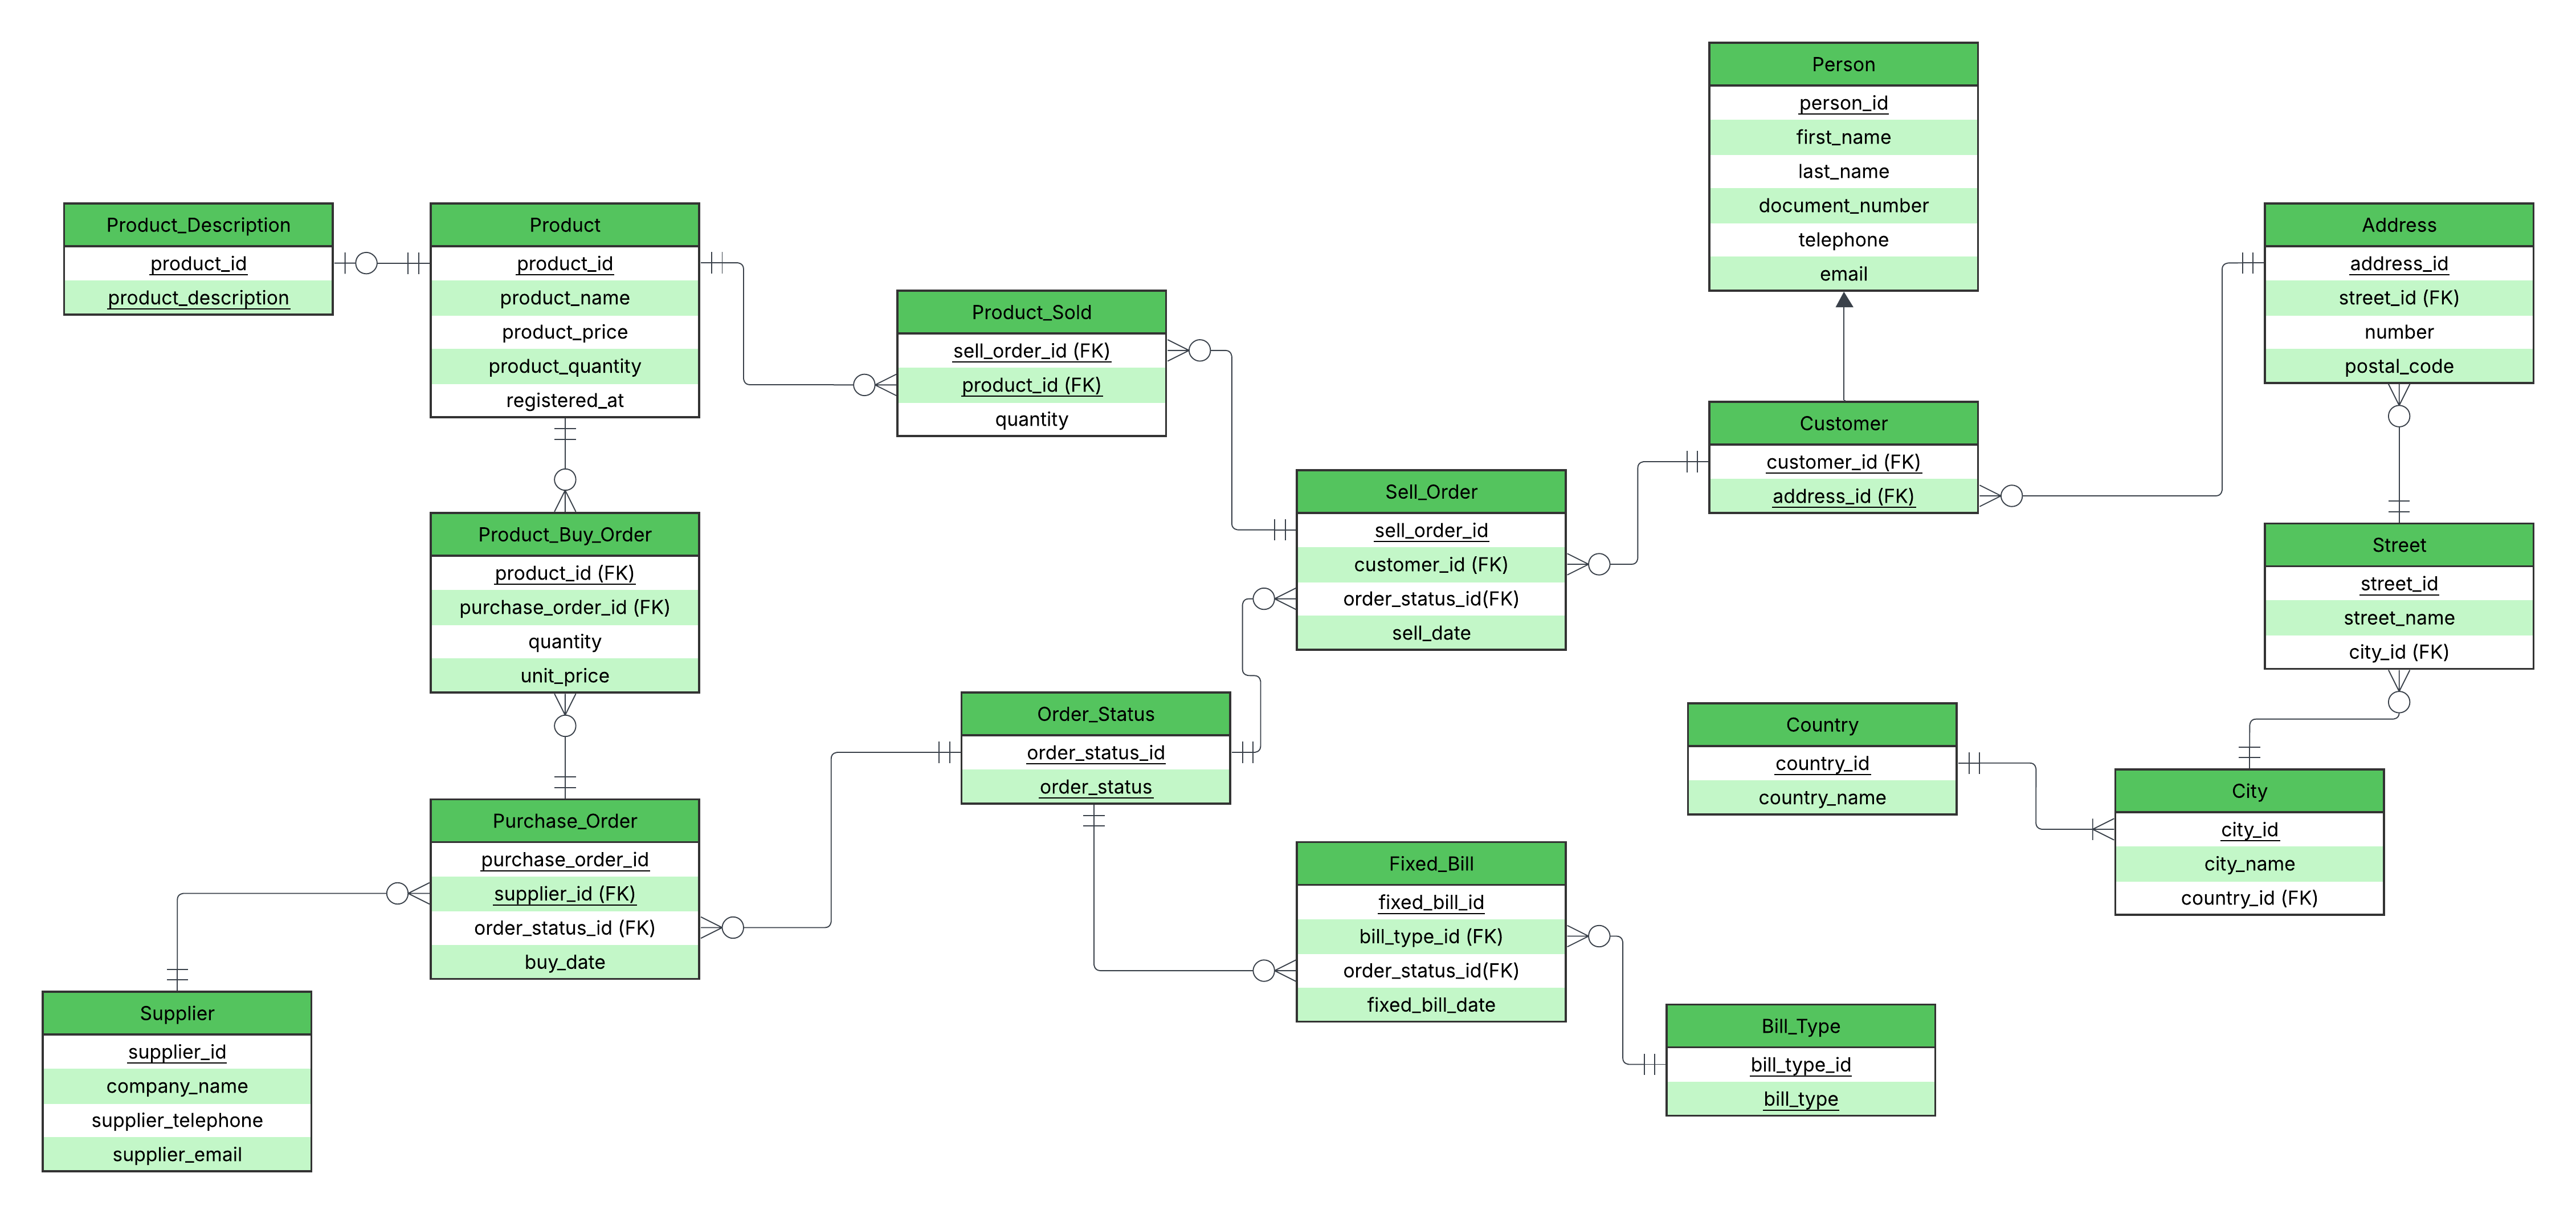 Person
person_id
first_name
last_name
document_number
telephone
email
Product_Description
product_id
product_description
Product
product_id
product_name
product_price
product_quantity
registered_at
Product_Sold
sell_order_id (FK)
product_id (FK)
quantity
Address
address_id
street_id (FK)
number
postal_code
Customer
customer_id (FK)
address_id (FK)
Sell_Order
sell_order_id
customer_id (FK)
order_status_id(FK)
sell_date
Product_Buy_Order
product_id (FK)
purchase_order_id (FK)
quantity
unit_price
Street
street_id
street_name
city_id (FK)
Order_Status
order_status_id
order_status
Country
country_id
country_name
City
city_id
city_name
country_id (FK)
Purchase_Order
purchase_order_id
supplier_id (FK)
order_status_id (FK)
buy_date
Fixed_Bill
fixed_bill_id
bill_type_id (FK)
order_status_id(FK)
fixed_bill_date
Supplier
supplier_id
company_name
supplier_telephone
supplier_email
Bill_Type
bill_type_id
bill_type